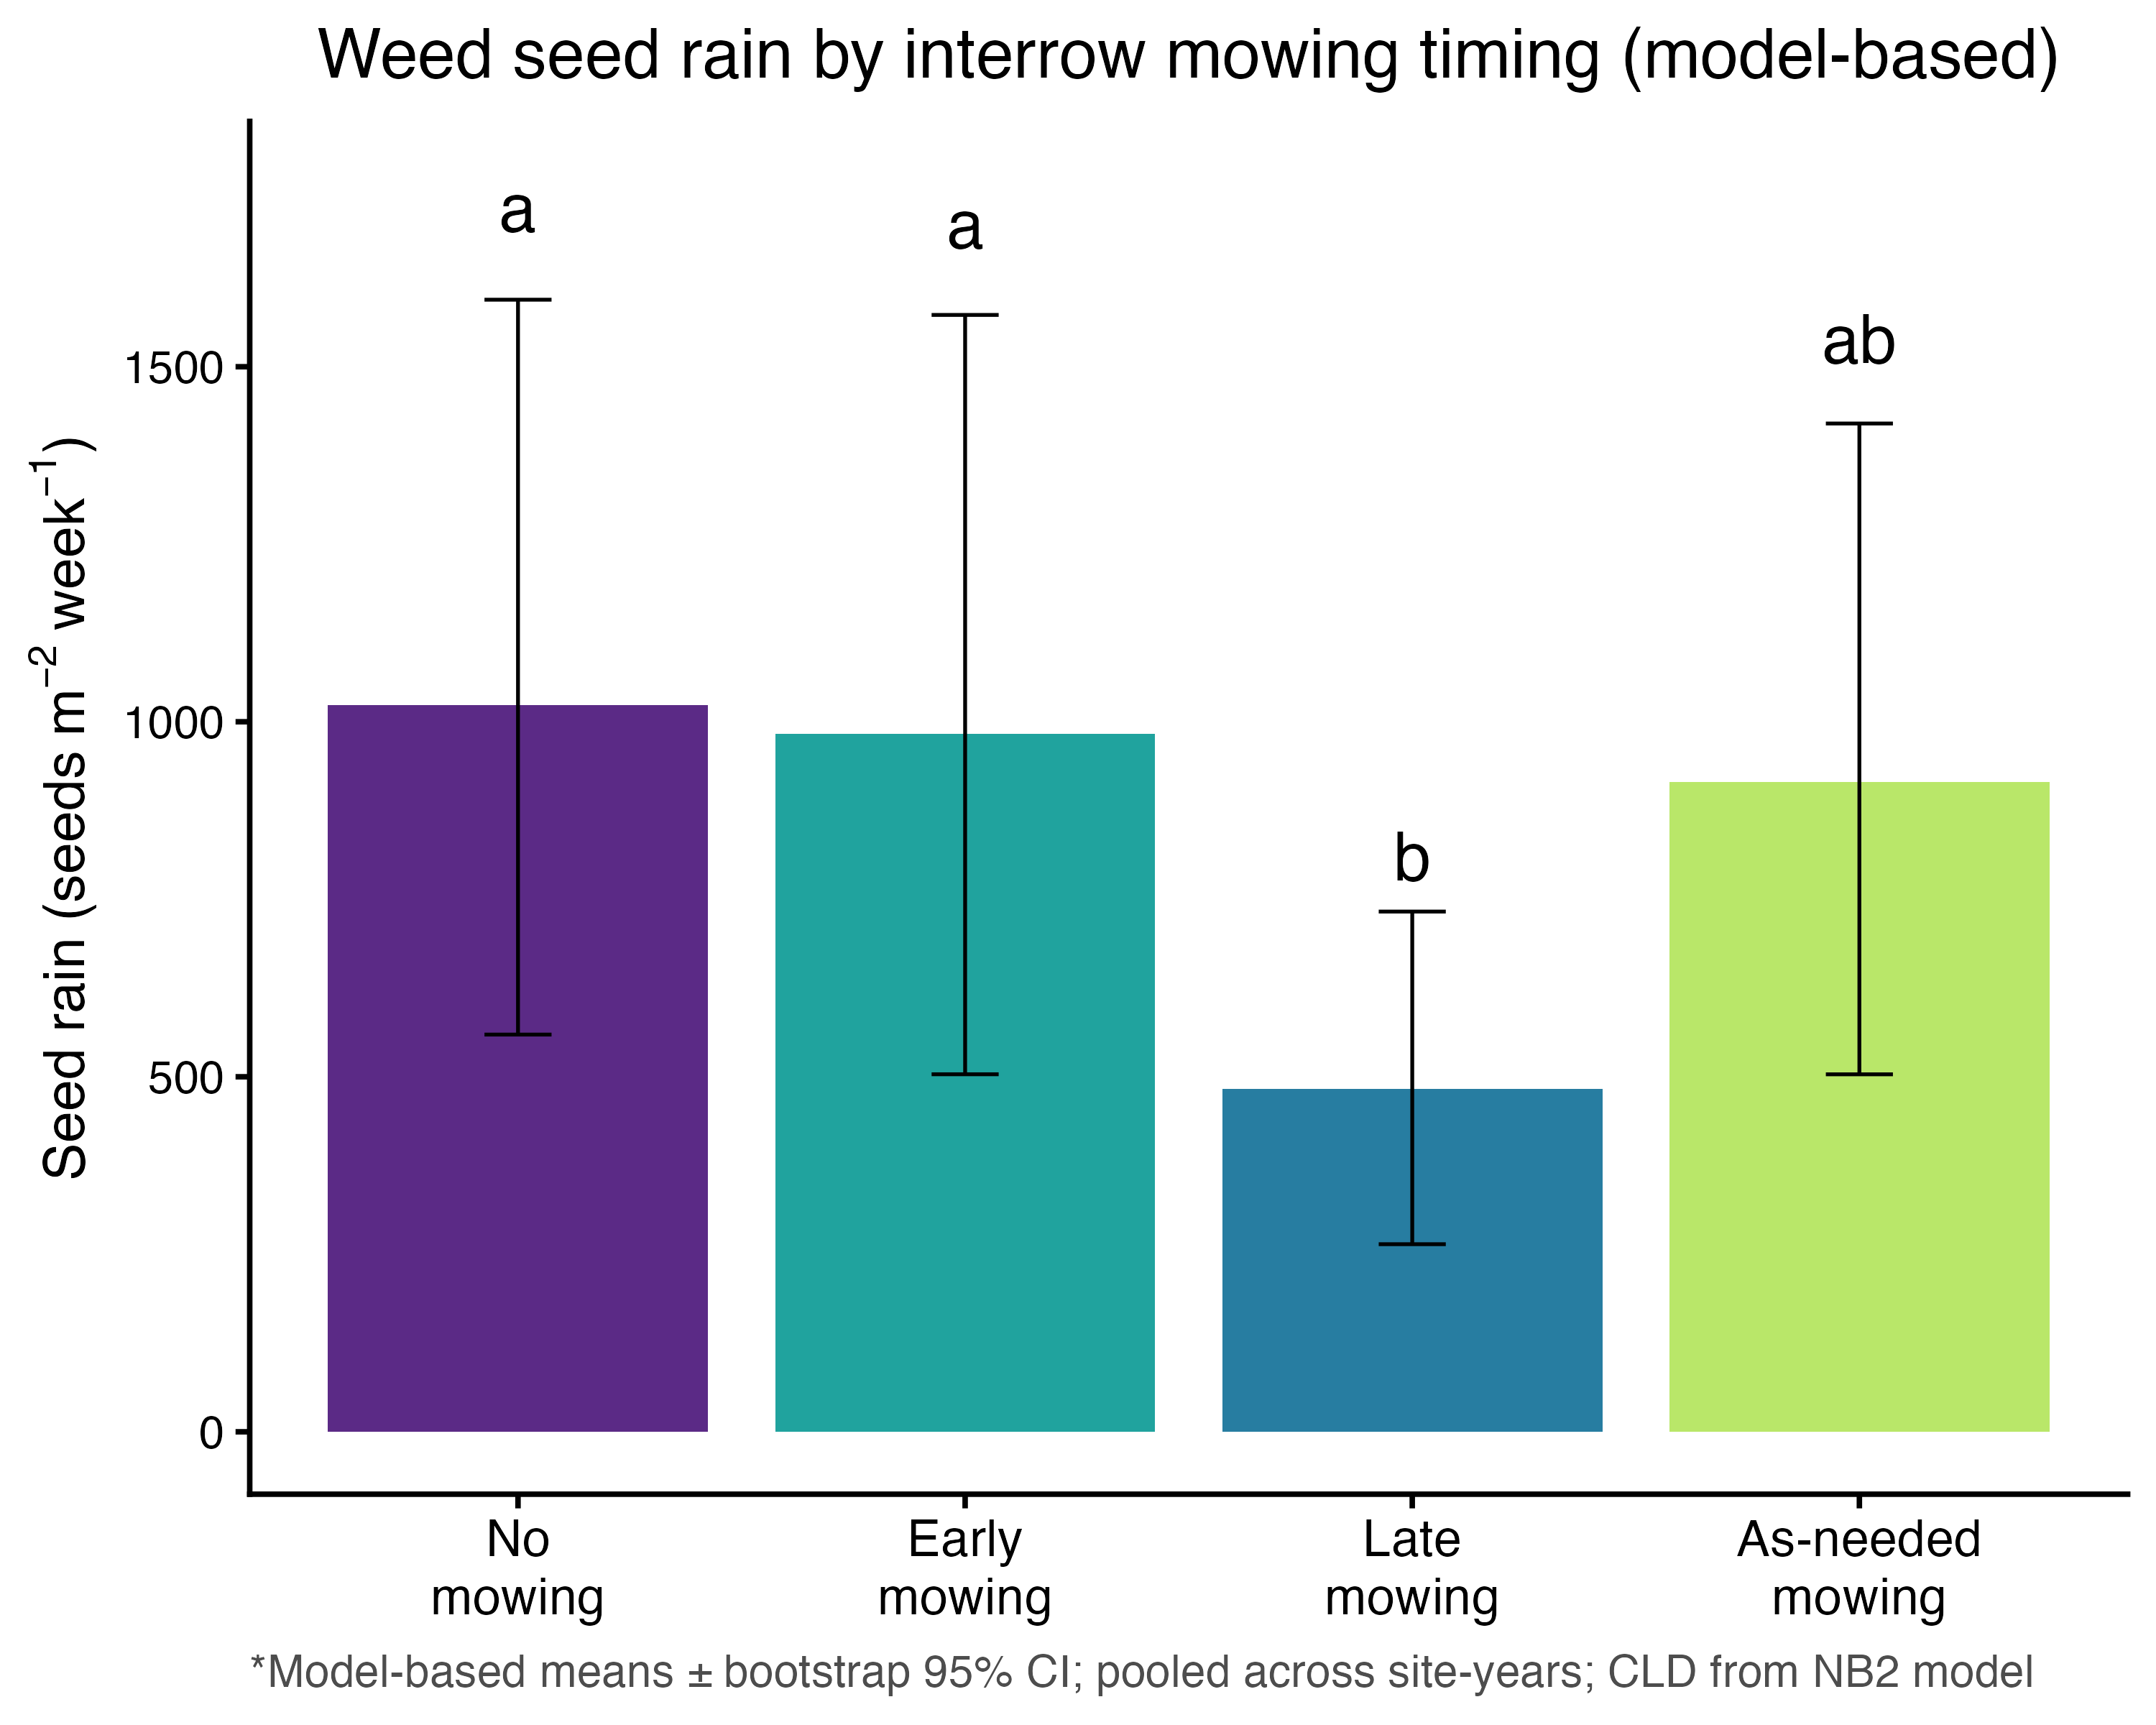 Weed seed rain by interrow mowing timing (model-based)
Seed rain (seeds m⁻² week⁻¹)
1500
1000
500
0
a
a
b
ab
No
mowing
Early
mowing
Late
mowing
As-needed
mowing
*Model-based means ± bootstrap 95% CI; pooled across site-years; CLD from NB2 model